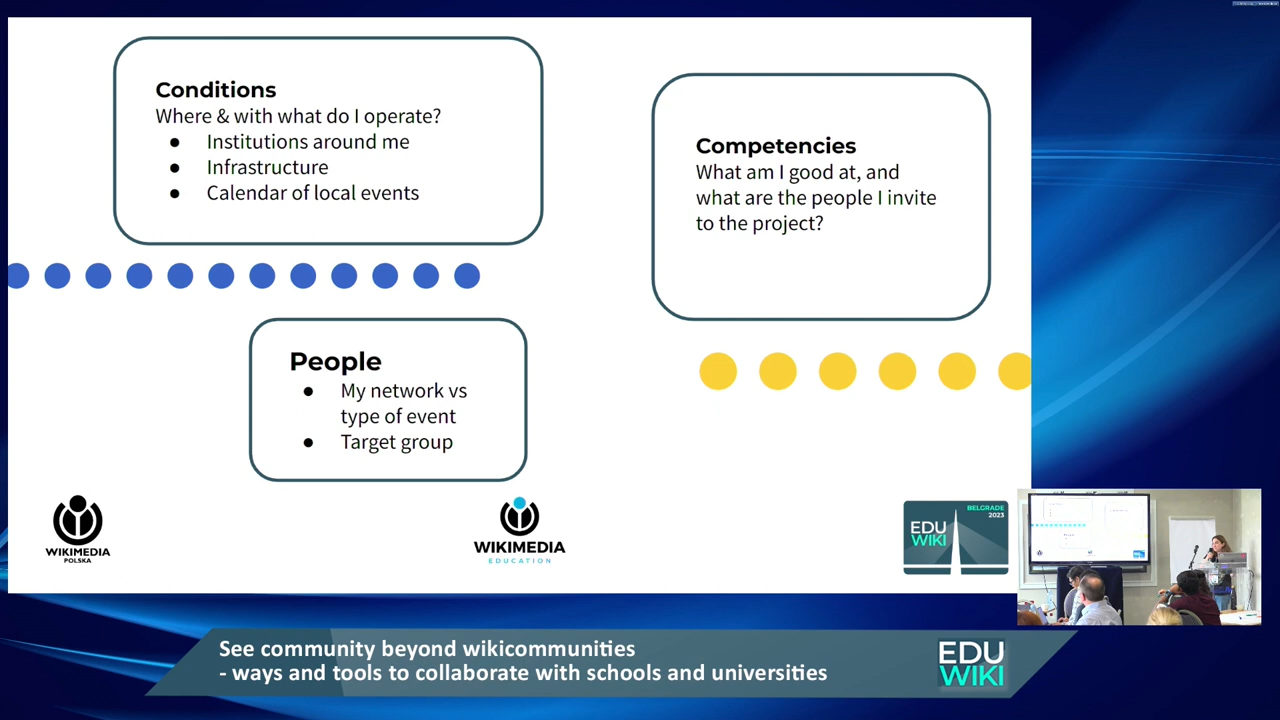 Conditions
Where & with what do I operate?
● Institutions around me
● Infrastructure
● Calendar of local events
Competencies
What am I good at, and
what are the people I invite
to the project?
People
● My network vs
type of event
● Target group
WIKIMEDIA
POLSKA
WIKIMEDIA
EDUCATION
BELGRADE
2023
EDU
WIKI
See community beyond wikicommunities
- ways and tools to collaborate with schools and universities
EDU
WIKI